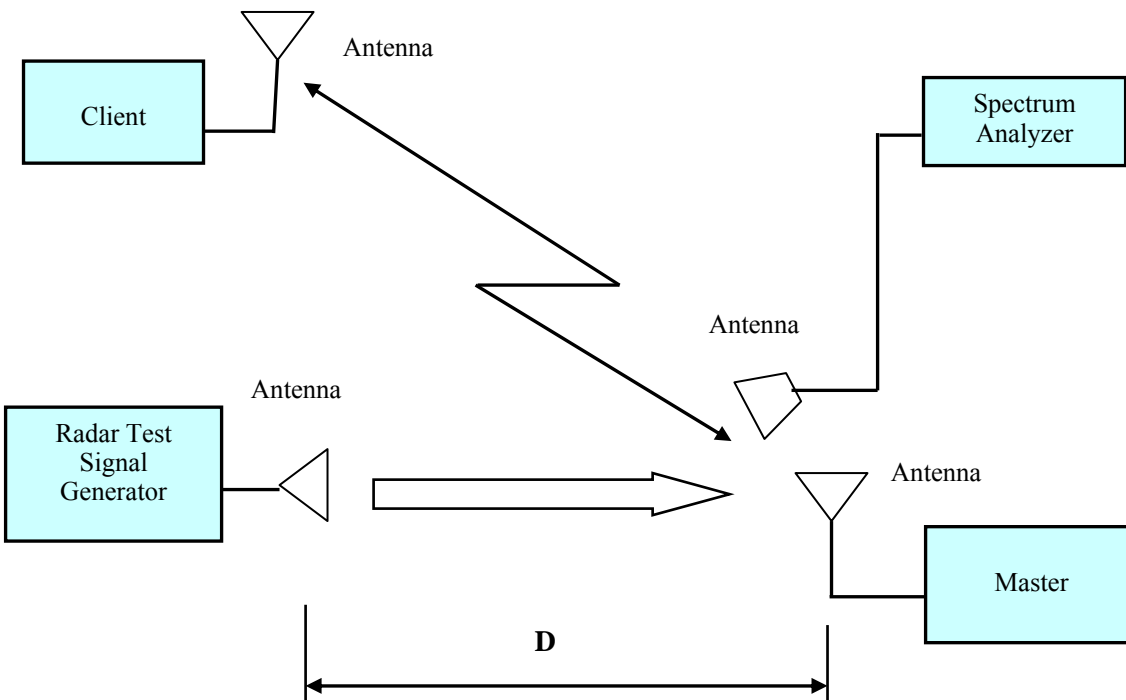 Antenna
Client
Spectrum
Analyzer
Antenna
Antenna
Radar Test
Signal
Generator
Antenna
Master
D